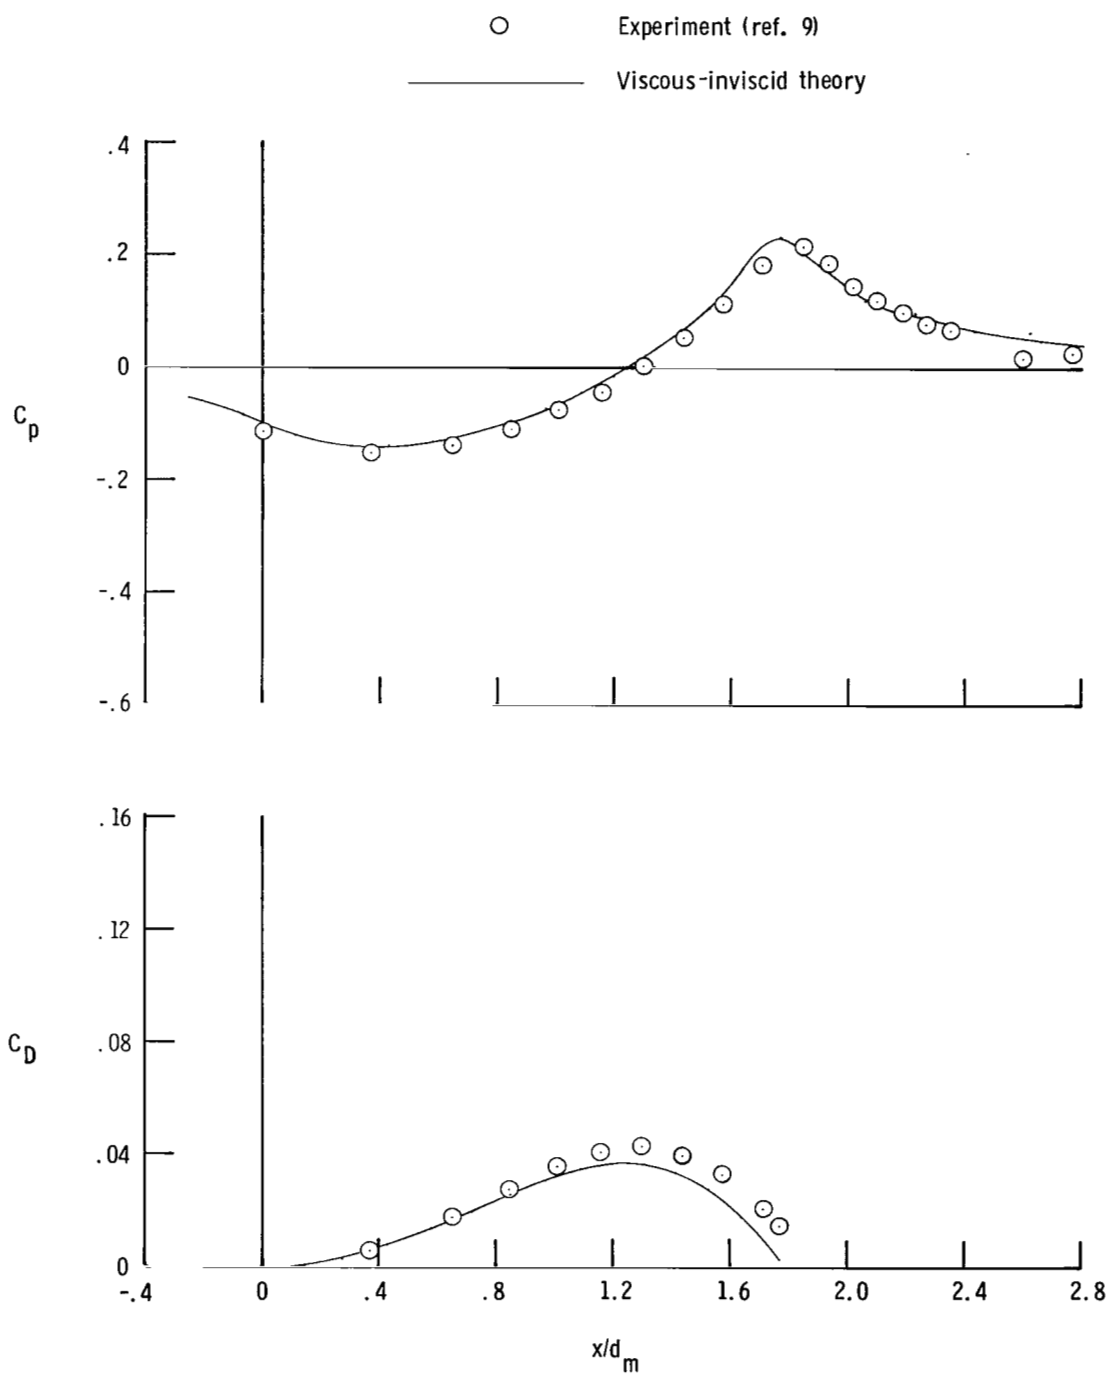 Experiment (ref. 9)
Viscous-inviscid theory
.4
.2
0
C_p
-.2
-.4
-.6
.16
.12
.08
C_D
.04
0
-.4 0 .4 .8 1.2 1.6 2.0 2.4 2.8
x/d_m